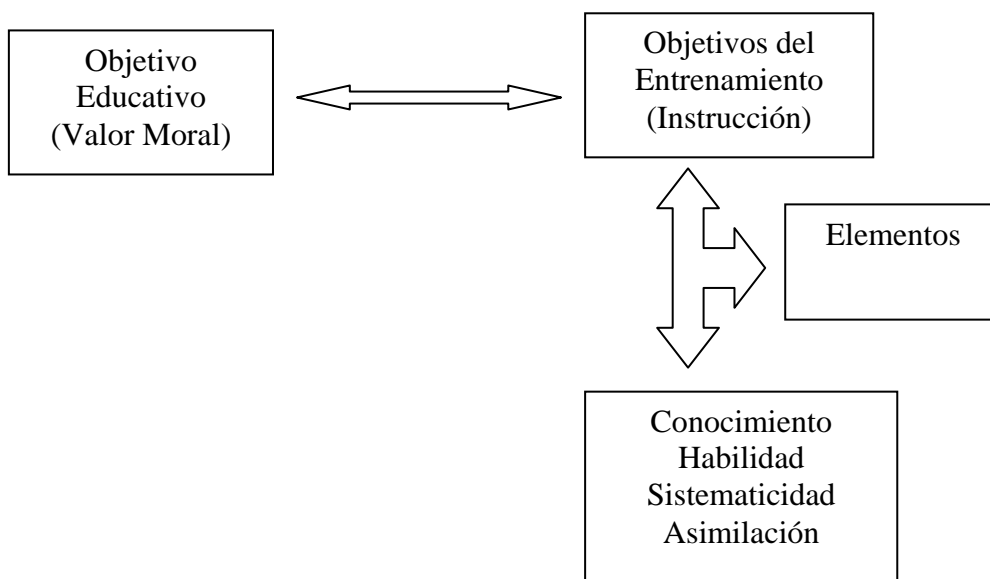 Objetivo
Educativo
(Valor Moral)
Objetivos del
Entrenamiento
(Instrucción)
Elementos
Conocimiento
Habilidad
Sistematicidad
Asimilación